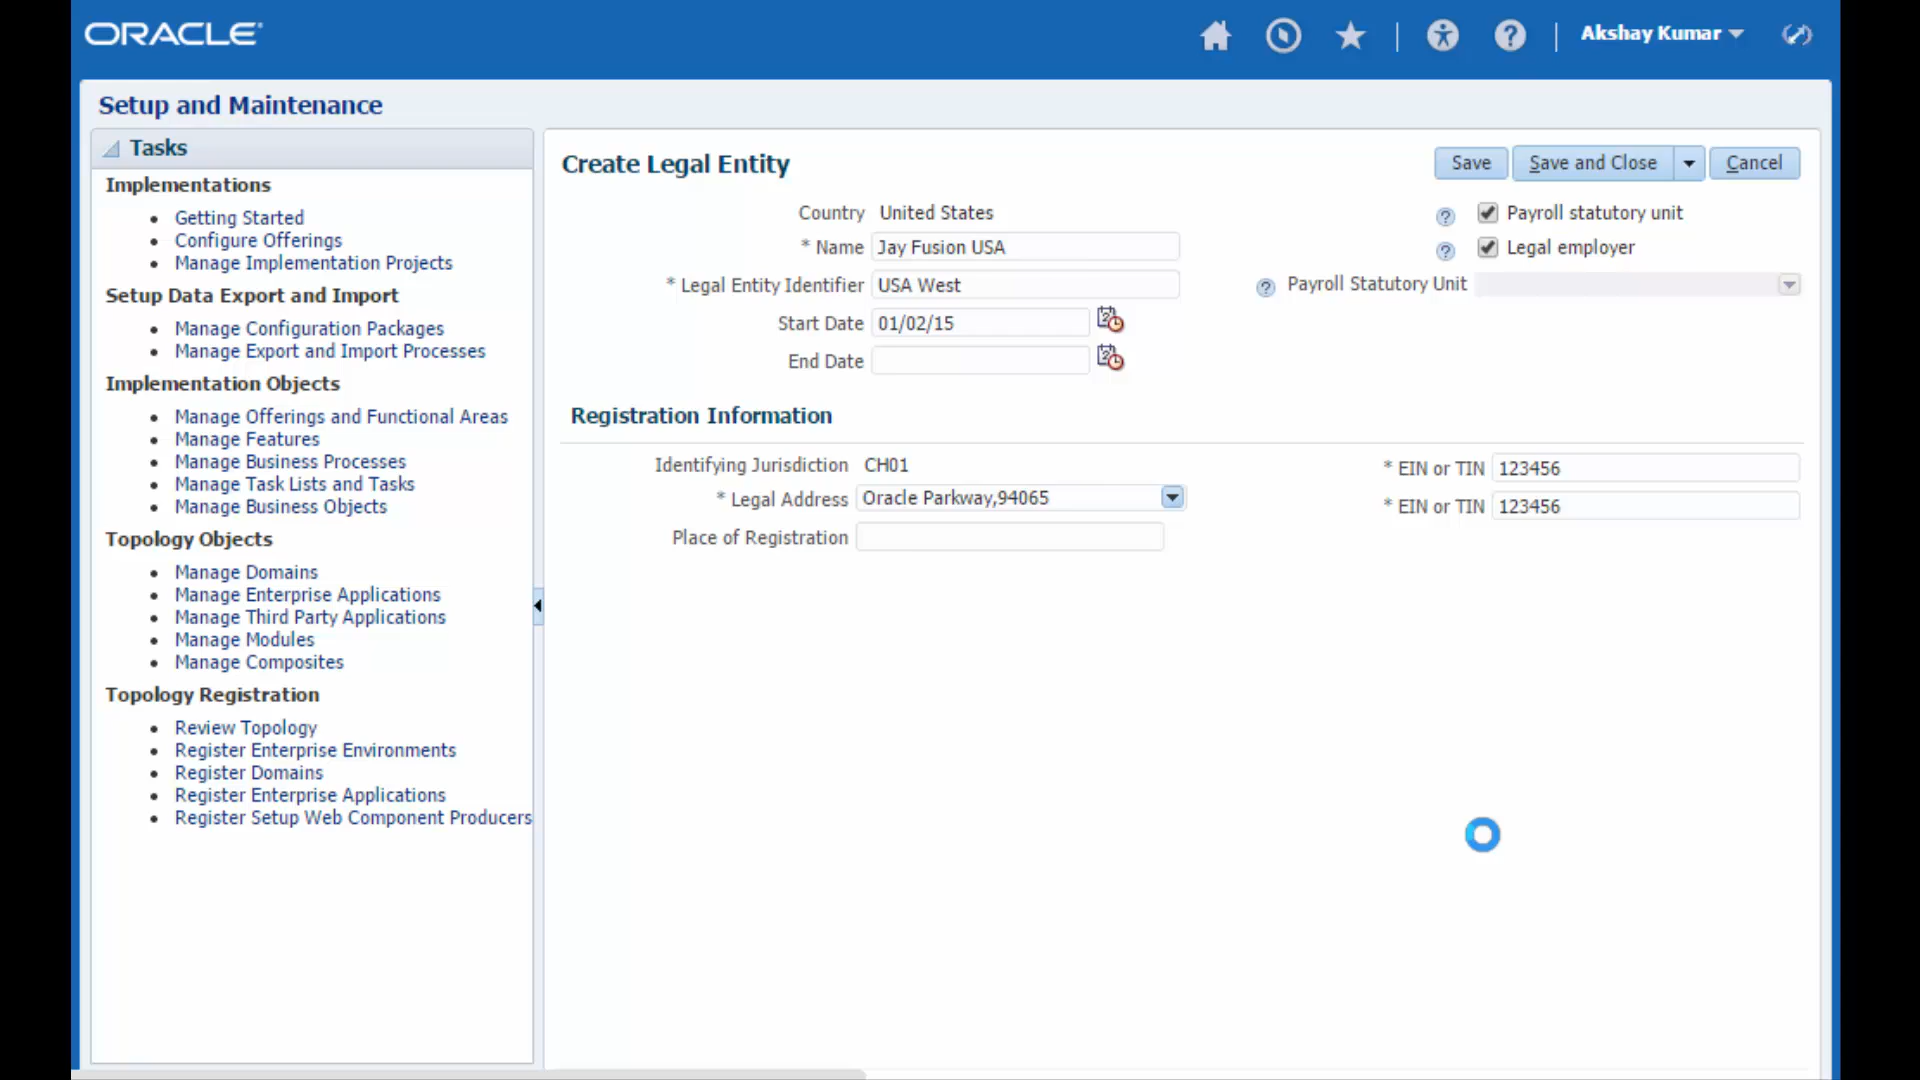 ORACLE
Akshay Kumar
Setup and Maintenance
Tasks
Implementations
Getting Started
Configure Offerings
Manage Implementation Projects
Setup Data Export and Import
Manage Configuration Packages
Manage Export and Import Processes
Implementation Objects
Manage Offerings and Functional Areas
Manage Features
Manage Business Processes
Manage Task Lists and Tasks
Manage Business Objects
Topology Objects
Manage Domains
Manage Enterprise Applications
Manage Third Party Applications
Manage Modules
Manage Composites
Topology Registration
Review Topology
Register Enterprise Environments
Register Domains
Register Enterprise Applications
Register Setup Web Component Producers
Create Legal Entity
Save
Save and Close
Cancel
Country United States
* Name Jay Fusion USA
* Legal Entity Identifier USA West
Start Date 01/02/15
End Date
Payroll statutory unit
Legal employer
Payroll Statutory Unit
Registration Information
Identifying Jurisdiction CH01
* Legal Address Oracle Parkway,94065
Place of Registration
* EIN or TIN 123456
* EIN or TIN 123456